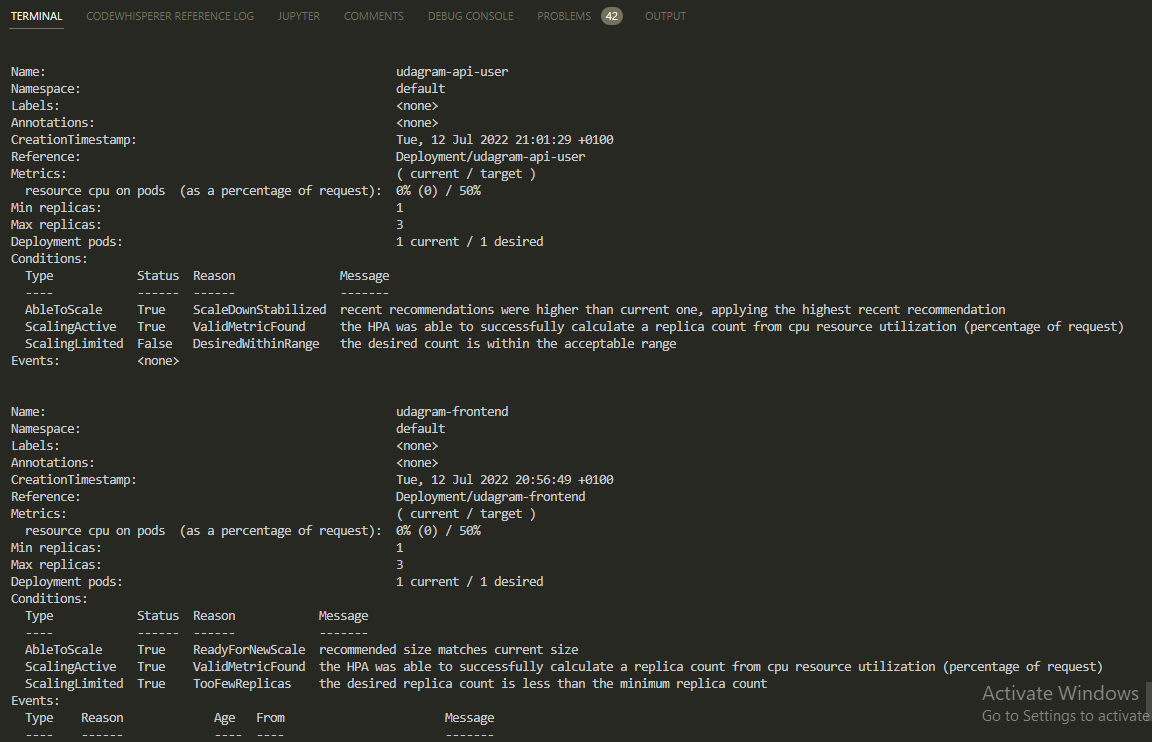 TERMINAL CODEWHISPERER REFERENCE LOG JUPYTER COMMENTS DEBUG CONSOLE PROBLEMS 42 OUTPUT
Name: udagram-api-user
Namespace: default
Labels: <none>
Annotations: <none>
CreationTimestamp: Tue, 12 Jul 2022 21:01:29 +0100
Reference: Deployment/udagram-api-user
Metrics: ( current / target )
resource cpu on pods (as a percentage of request): 0% (0) / 50%
Min replicas: 1
Max replicas: 3
Deployment pods: 1 current / 1 desired
Conditions:
Type Status Reason Message
---- ------ ------ -------
AbleToScale True ScaleDownStabilized recent recommendations were higher than current one, applying the highest recent recommendation
ScalingActive True ValidMetricFound the HPA was able to successfully calculate a replica count from cpu resource utilization (percentage of request)
ScalingLimited False DesiredWithinRange the desired count is within the acceptable range
Events: <none>
Name: udagram-frontend
Namespace: default
Labels: <none>
Annotations: <none>
CreationTimestamp: Tue, 12 Jul 2022 20:56:49 +0100
Reference: Deployment/udagram-frontend
Metrics: ( current / target )
resource cpu on pods (as a percentage of request): 0% (0) / 50%
Min replicas: 1
Max replicas: 3
Deployment pods: 1 current / 1 desired
Conditions:
Type Status Reason Message
---- ------ ------ -------
AbleToScale True ReadyForNewScale recommended size matches current size
ScalingActive True ValidMetricFound the HPA was able to successfully calculate a replica count from cpu resource utilization (percentage of request)
ScalingLimited True TooFewReplicas the desired replica count is less than the minimum replica count
Events:
Type Reason Age From Message
---- ------ ---- ---- -------
Activate Windows
Go to Settings to activate